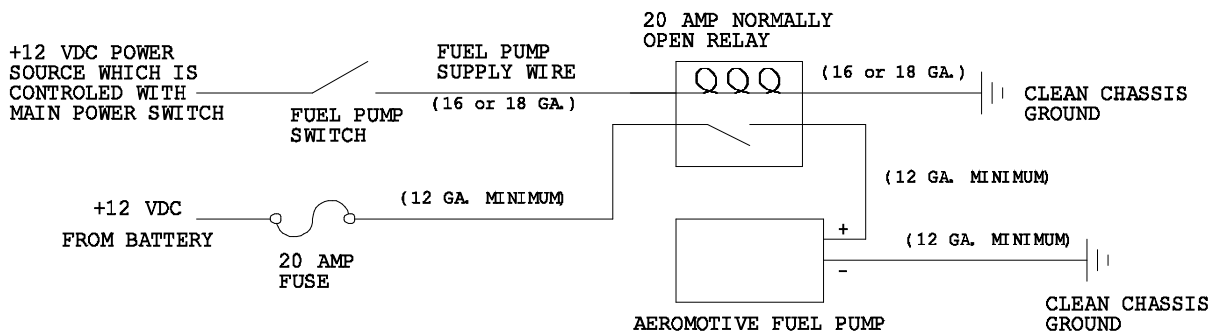 20 AMP NORMALLY
OPEN RELAY
+12 VDC POWER
SOURCE WHICH IS
CONTROLED WITH
MAIN POWER SWITCH
FUEL PUMP
SWITCH
FUEL PUMP
SUPPLY WIRE
(16 or 18 GA.)
(16 or 18 GA.)
CLEAN CHASSIS
GROUND
+12 VDC
FROM BATTERY
20 AMP
FUSE
(12 GA. MINIMUM)
(12 GA. MINIMUM)
+
-
(12 GA. MINIMUM)
CLEAN CHASSIS
GROUND
AEROMOTIVE FUEL PUMP